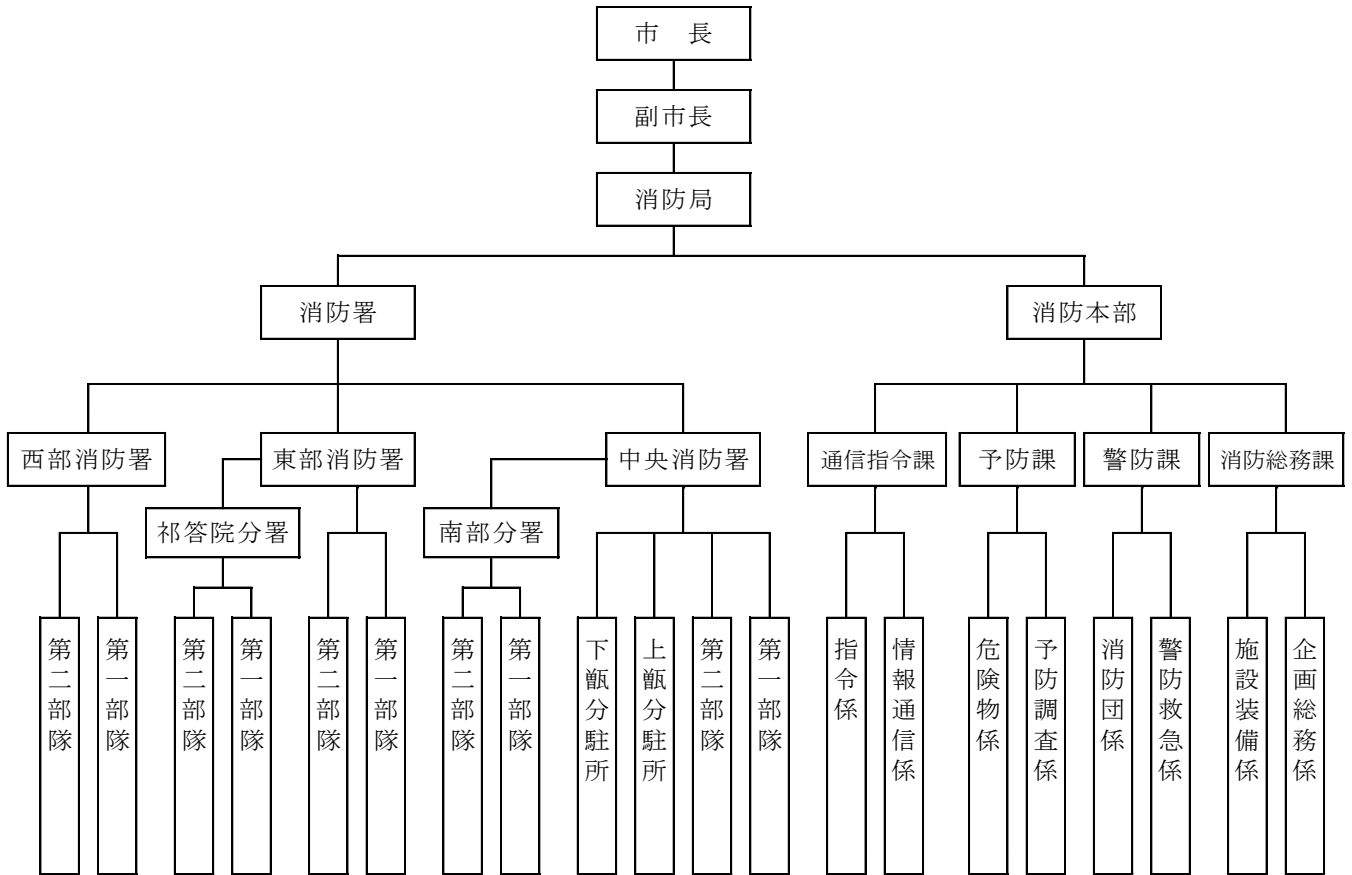 市　長
副市長
消防局
消防署
消防本部
西部消防署
東部消防署
中央消防署
通信指令課
予防課
警防課
消防総務課
祁答院分署
南部分署
第二部隊
第一部隊
第二部隊
第一部隊
第二部隊
第一部隊
第二部隊
第一部隊
下甑分駐所
上甑分駐所
第二部隊
第一部隊
指令係
情報通信係
危険物係
予防調査係
消防団係
警防救急係
施設装備係
企画総務係